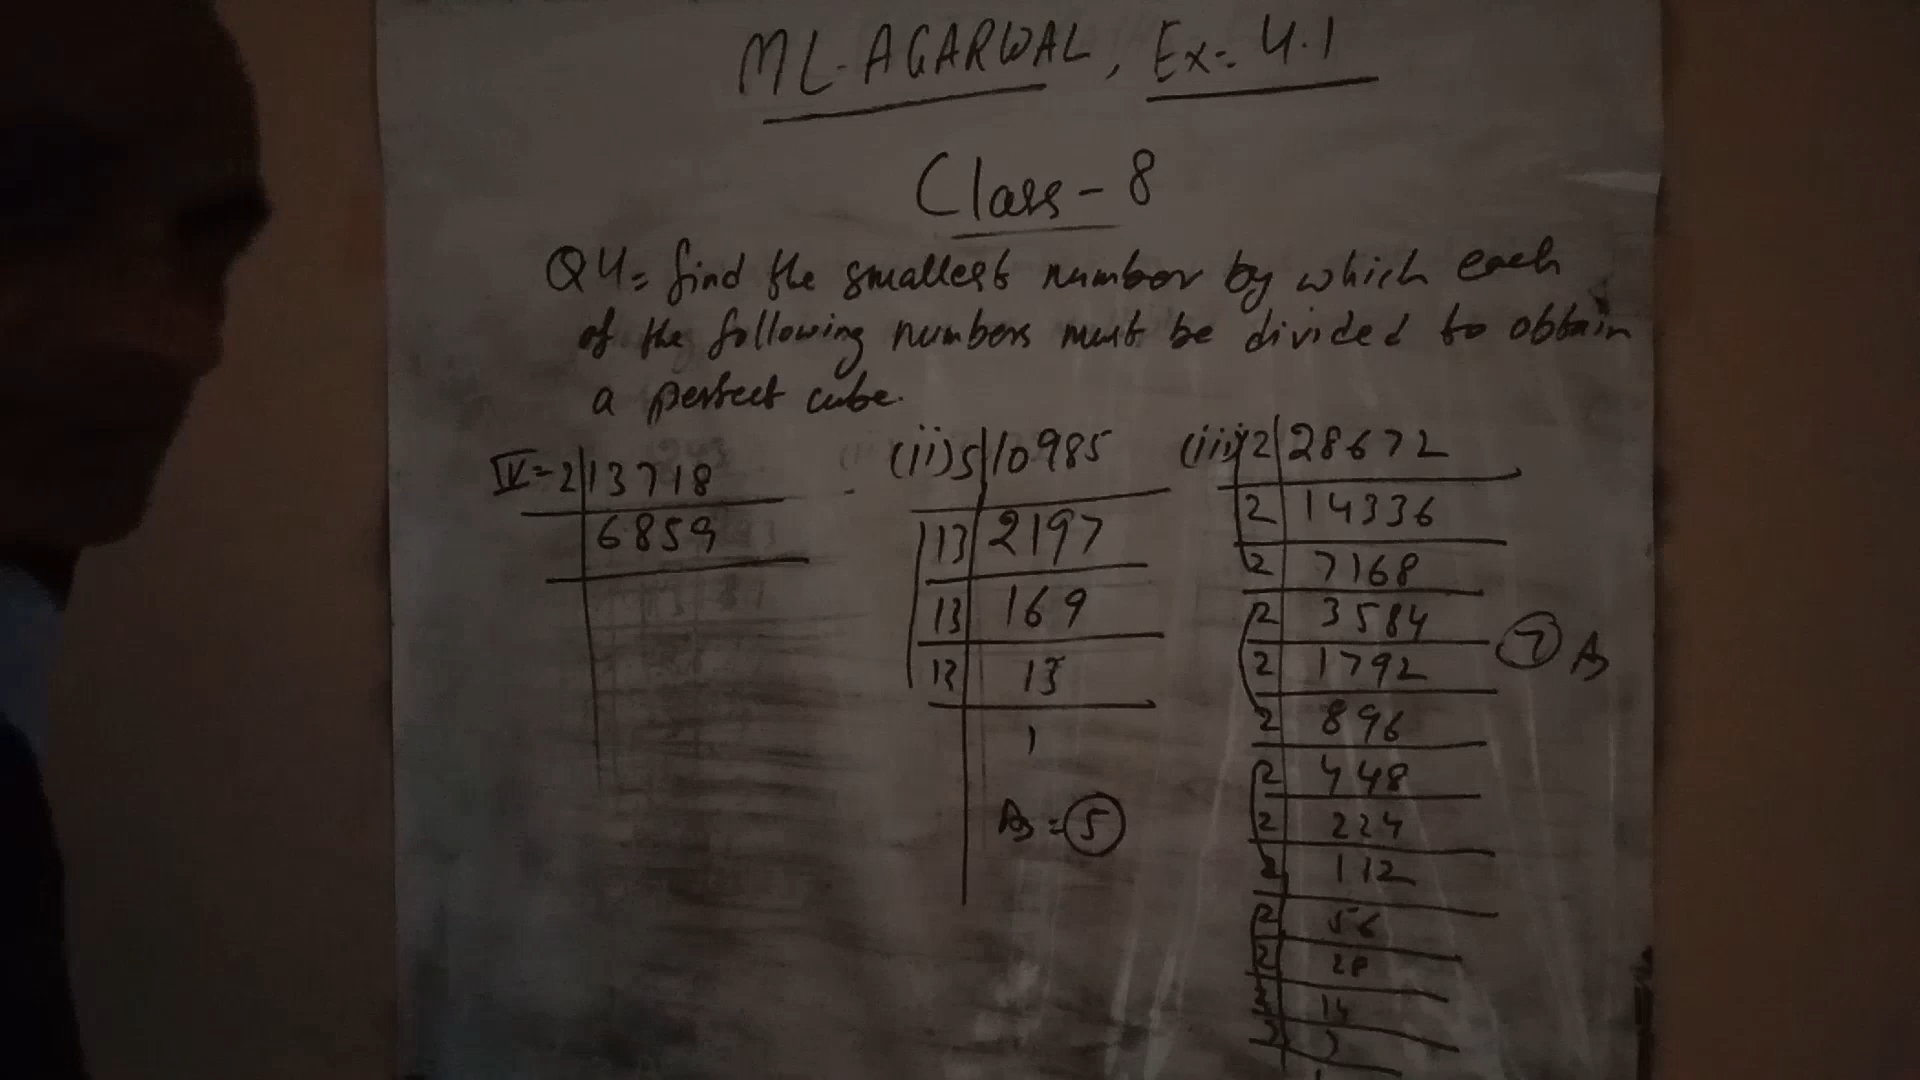 ML-AGARWAL, Ex-4.1
Class-8
Q4= find the smallest number by which each
of the following numbers must be divided to obtain
a perfect cube.
IV=2|13718
6859
(ii)5|10985
13|2197
13|169
13|13
1
As=5
(iii)2|28672
2|14336
2|7168
2|3584
2|1792
7 As
2|896
2|448
2|224
2|112
2|56
2|28
2|14